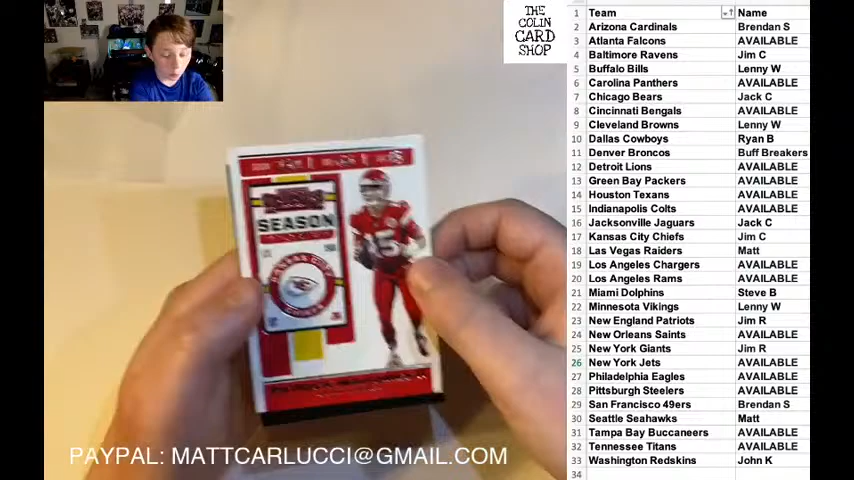 THE
COLIN
CARD
SHOP
1 Team Name
2 Arizona Cardinals Brendan S
3 Atlanta Falcons AVAILABLE
4 Baltimore Ravens Jim C
5 Buffalo Bills Lenny W
6 Carolina Panthers AVAILABLE
7 Chicago Bears Jack C
8 Cincinnati Bengals AVAILABLE
9 Cleveland Browns Lenny W
10 Dallas Cowboys Ryan B
11 Denver Broncos Buff Breakers
12 Detroit Lions AVAILABLE
13 Green Bay Packers AVAILABLE
14 Houston Texans AVAILABLE
15 Indianapolis Colts AVAILABLE
16 Jacksonville Jaguars Jack C
17 Kansas City Chiefs Jim C
18 Las Vegas Raiders Matt
19 Los Angeles Chargers AVAILABLE
20 Los Angeles Rams AVAILABLE
21 Miami Dolphins Steve B
22 Minnesota Vikings Lenny W
23 New England Patriots Jim R
24 New Orleans Saints AVAILABLE
25 New York Giants Jim R
26 New York Jets AVAILABLE
27 Philadelphia Eagles AVAILABLE
28 Pittsburgh Steelers AVAILABLE
29 San Francisco 49ers Brendan S
30 Seattle Seahawks Matt
31 Tampa Bay Buccaneers AVAILABLE
32 Tennessee Titans AVAILABLE
33 Washington Redskins John K
34
SEASON
15
PAYPAL: MATTCARLUCCI@GMAIL.COM